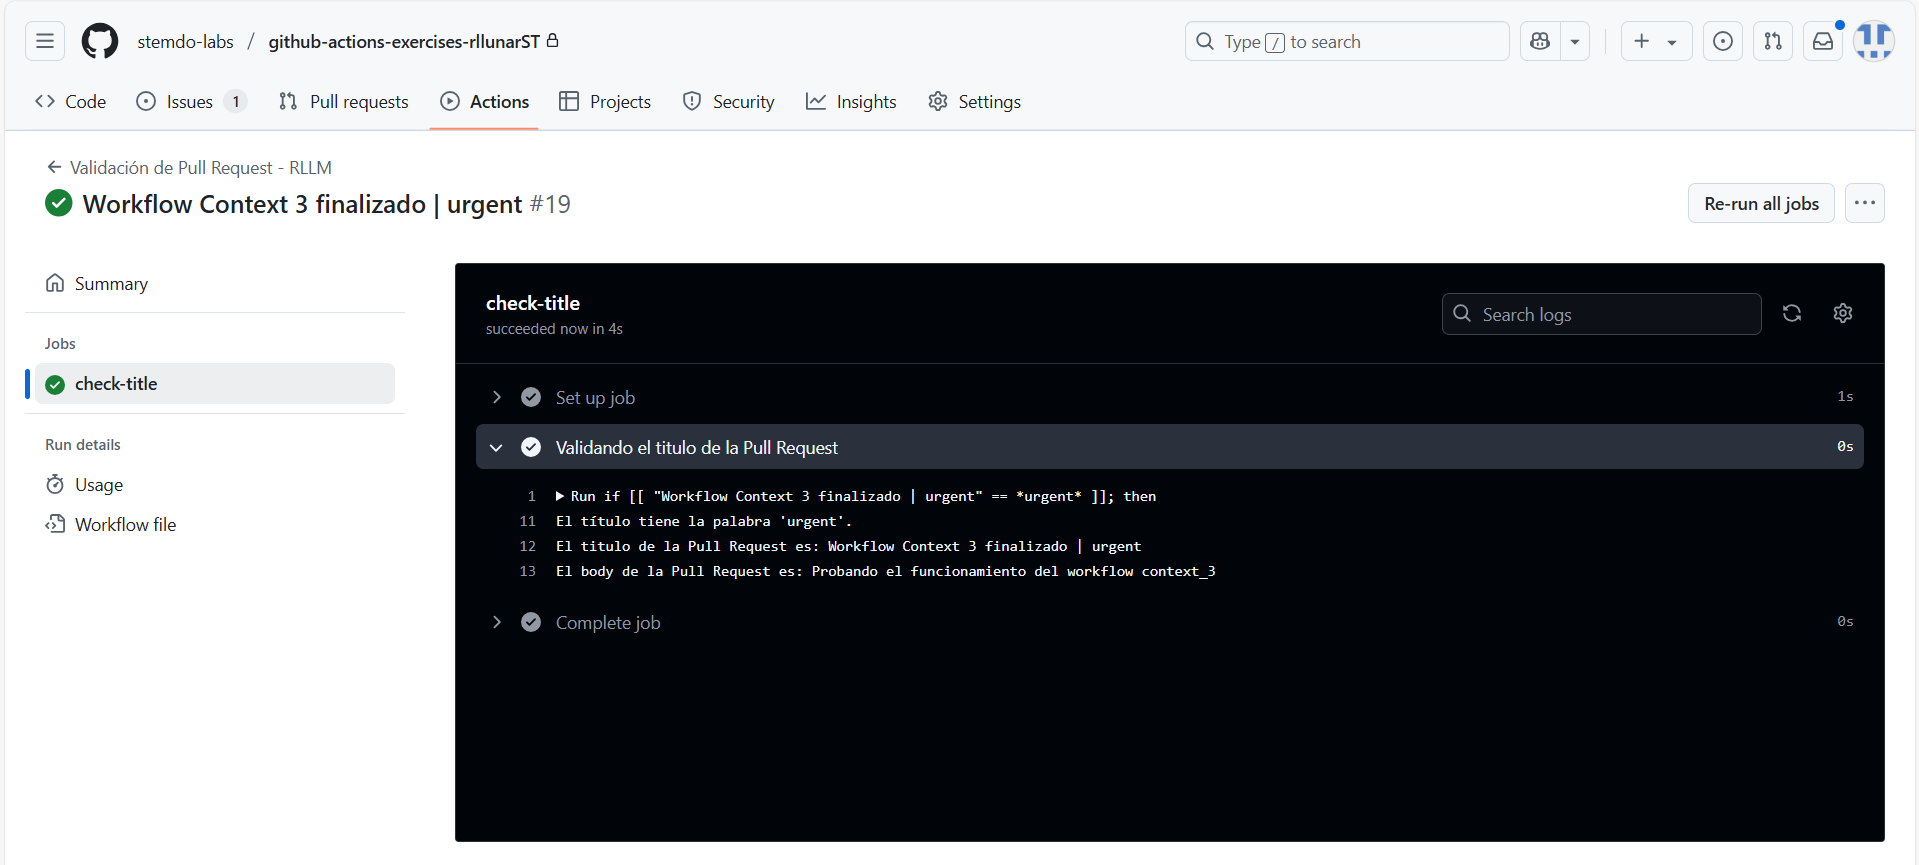 stemdo-labs / github-actions-exercises-rllunarST
Type / to search
Code Issues 1 Pull requests Actions Projects Security Insights Settings
Validación de Pull Request - RLLM
Workflow Context 3 finalizado | urgent #19
Re-run all jobs
Summary
Jobs
check-title
Run details
Usage
Workflow file
check-title
succeeded now in 4s
Search logs
Set up job 1s
Validando el titulo de la Pull Request 0s
1 Run if [[ "Workflow Context 3 finalizado | urgent" == *urgent* ]]; then
11 El título tiene la palabra 'urgent'.
12 El titulo de la Pull Request es: Workflow Context 3 finalizado | urgent
13 El body de la Pull Request es: Probando el funcionamiento del workflow context_3
Complete job 0s